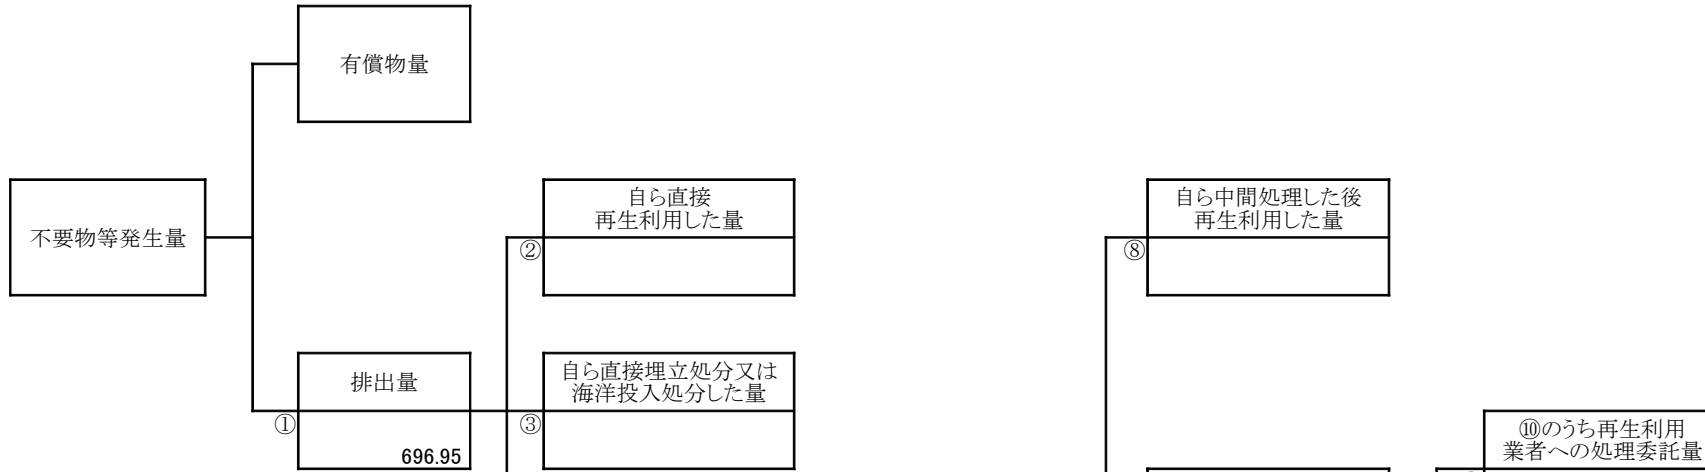 有償物量
不要物等発生量
自ら直接
再生利用した量
②
自ら中間処理した後
再生利用した量
⑧
排出量
①
696.95
自ら直接埋立処分又は
海洋投入処分した量
③
⑩のうち再生利用
業者への処理委託量